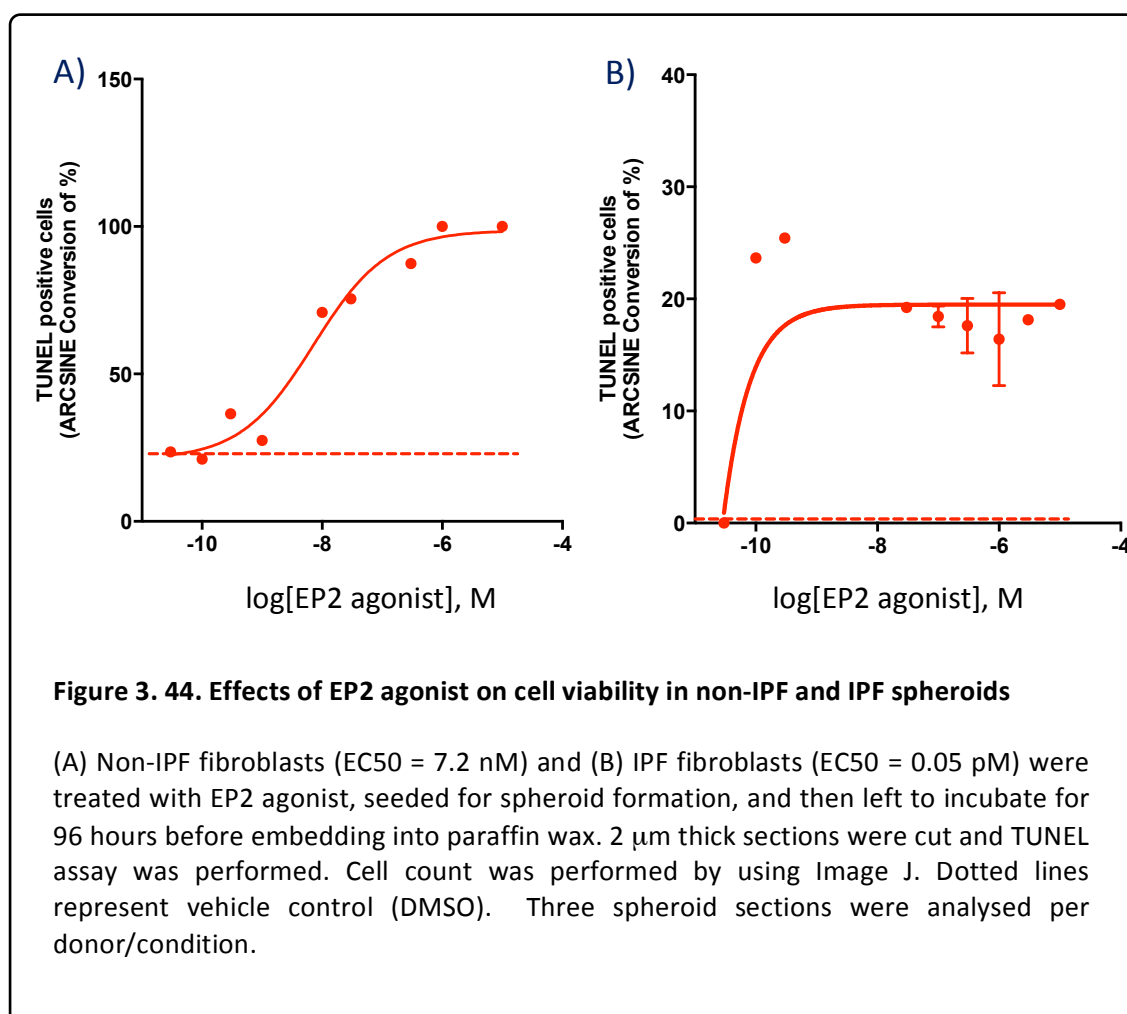 A)
150
100
50
0
-10
-8
-6
-4
TUNEL positive cells
(ARCSINE Conversion of %)
log[EP2 agonist], M
B)
40
30
20
10
0
-10
-8
-6
-4
TUNEL positive cells
(ARCSINE Conversion of %)
log[EP2 agonist], M
Figure 3. 44. Effects of EP2 agonist on cell viability in non-IPF and IPF spheroids
(A) Non-IPF fibroblasts (EC50 = 7.2 nM) and (B) IPF fibroblasts (EC50 = 0.05 pM) were
treated with EP2 agonist, seeded for spheroid formation, and then left to incubate for
96 hours before embedding into paraffin wax. 2 μm thick sections were cut and TUNEL
assay was performed. Cell count was performed by using Image J. Dotted lines
represent vehicle control (DMSO). Three spheroid sections were analysed per
donor/condition.